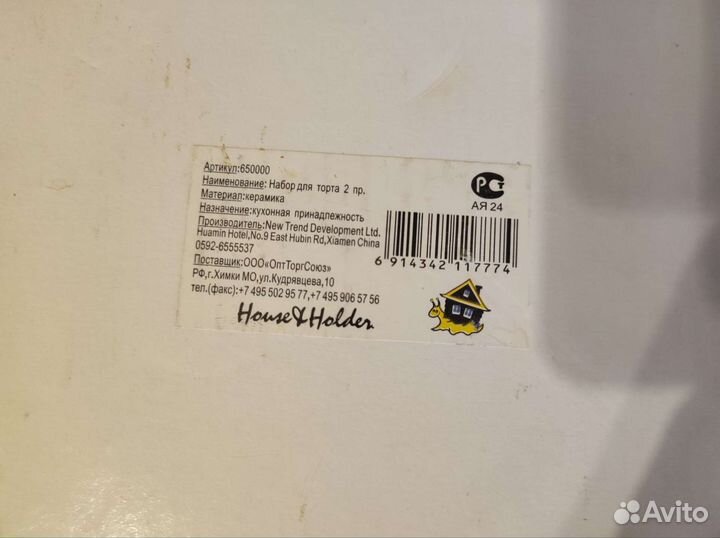 Артикул:650000
Наименование: Набор для торта 2 пр.
Материал:керамика
Назначение:кухонная принадлежность
Производитель:New Trend Development Ltd.
Huamin Hotel,No.9 East Hubin Rd,Xiamen China
0592-6555537
Поставщик:ООО«ОптТоргСоюз»
РФ,г.Химки МО,ул.Кудрявцева,10
тел.(факс):+7 495 502 95 77,+7 495 906 57 56
House&Holder
РСТ
АЯ 24
6 914342 117774
Avito